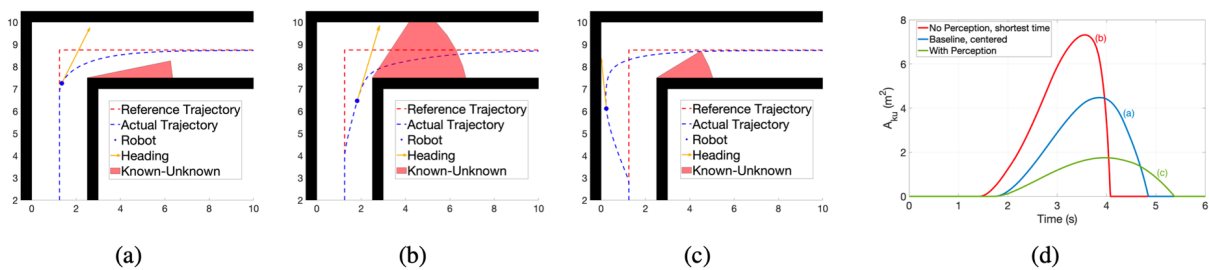 11
10
9
8
7
6
5
4
3
2
0 2 4 6 8 10
Reference Trajectory
Actual Trajectory
Robot
Heading
Known-Unknown
(a)
11
10
9
8
7
6
5
4
3
2
0 2 4 6 8 10
Reference Trajectory
Actual Trajectory
Robot
Heading
Known-Unknown
(b)
11
10
9
8
7
6
5
4
3
2
0 2 4 6 8 10
Reference Trajectory
Actual Trajectory
Robot
Heading
Known-Unknown
(c)
8
6
4
2
0
A_ku (m²)
No Perception, shortest time
Baseline, centered
With Perception
(b)
(a)
(c)
0 1 2 3 4 5 6
Time (s)
(d)